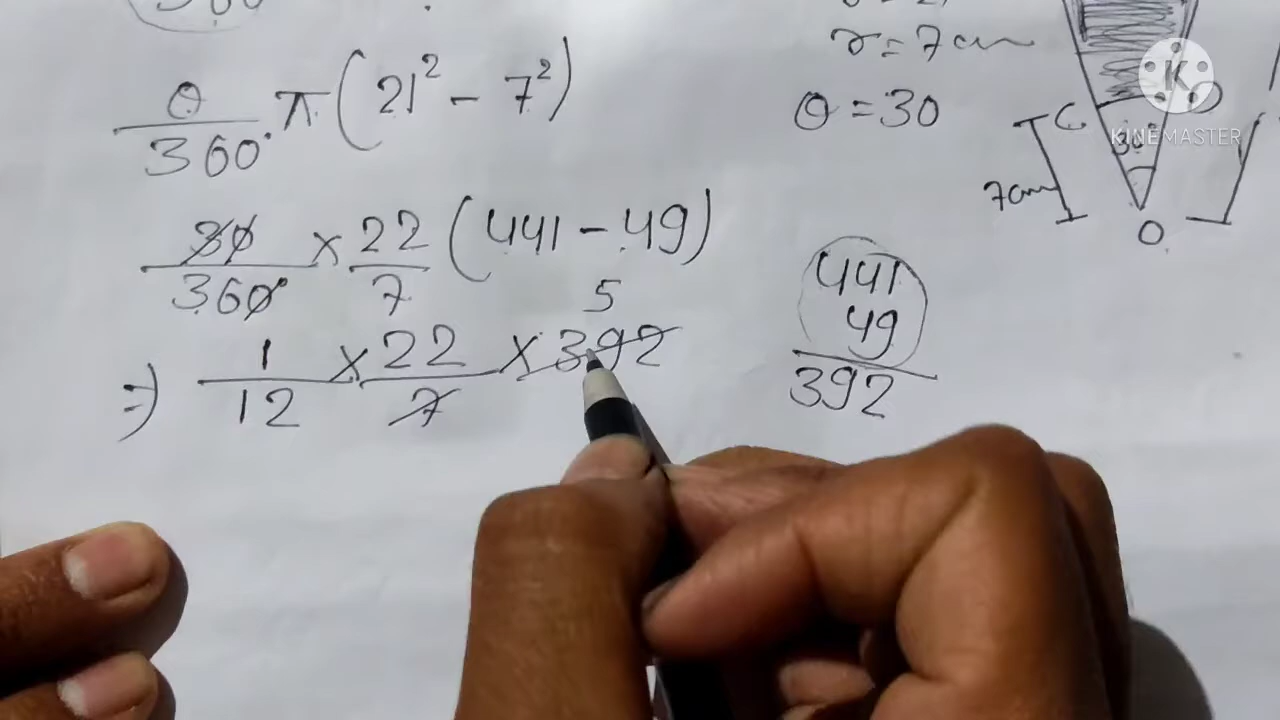 θ/360° π(21² - 7²)
30/360° × 22/7 (441 - 49)
5
⇒ 1/12 × 22/7 × 392
r = 7 cm
θ = 30
441
49
392
C
30°
7cm
O
K
KINEMASTER